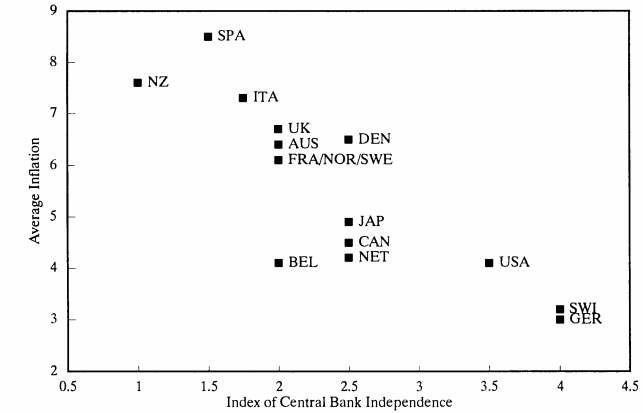 9
SPA
8
NZ
ITA
7
UK
DEN
AUS
FRA/NOR/SWE
6
Average Inflation
5
JAP
CAN
NET
BEL
USA
4
SWI
3
GER
2
0.5 1 1.5 2 2.5 3 3.5 4 4.5
Index of Central Bank Independence